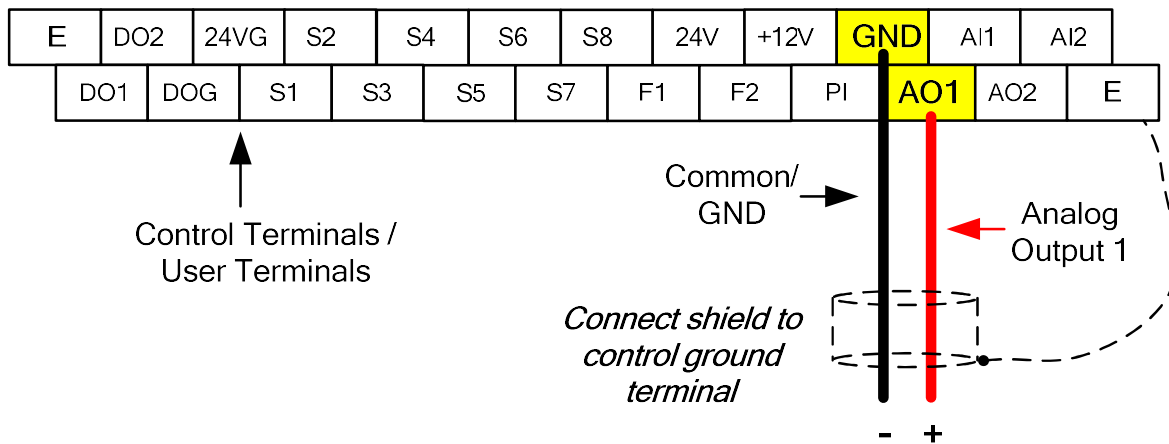 E DO2 24VG S2 S4 S6 S8 24V +12V GND AI1 AI2
DO1 DOG S1 S3 S5 S7 F1 F2 PI AO1 AO2 E
Common/
GND
Analog
Output 1
Control Terminals /
User Terminals
Connect shield to
control ground
terminal
- +